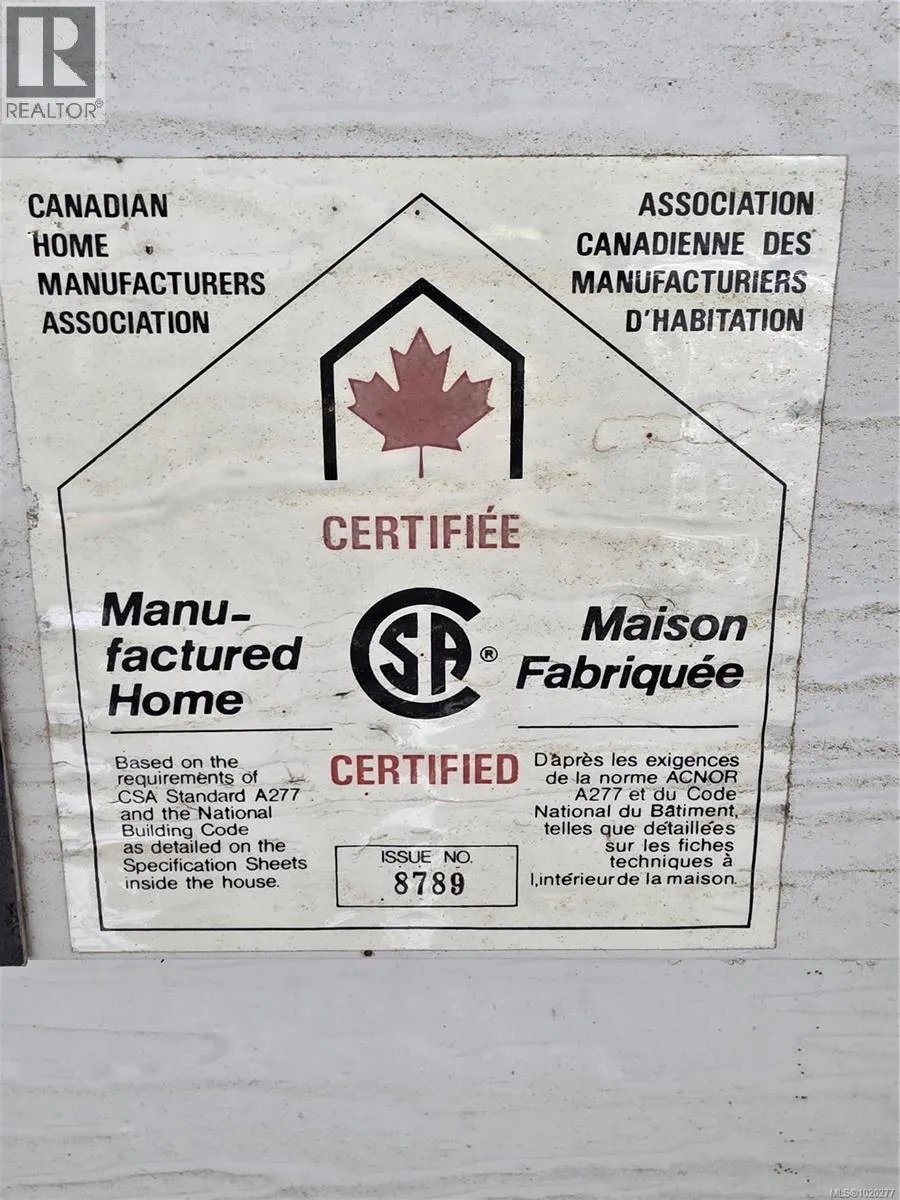 R
REALTOR®
CANADIAN
HOME
MANUFACTURERS
ASSOCIATION
ASSOCIATION
CANADIENNE DES
MANUFACTURIERS
D'HABITATION
CERTIFIÉE
Manu-
factured
Home
CSA®
Maison
Fabriquée
Based on the
requirements of
CSA Standard A277
and the National
Building Code
as detailed on the
Specification Sheets
inside the house.
CERTIFIED
ISSUE NO.
8789
D'après les exigences
de la norme ACNOR
A277 et du Code
National du Bâtiment,
telles que détaillées
sur les fiches
techniques à
l,intérieur de la maison.
MLS®1020277